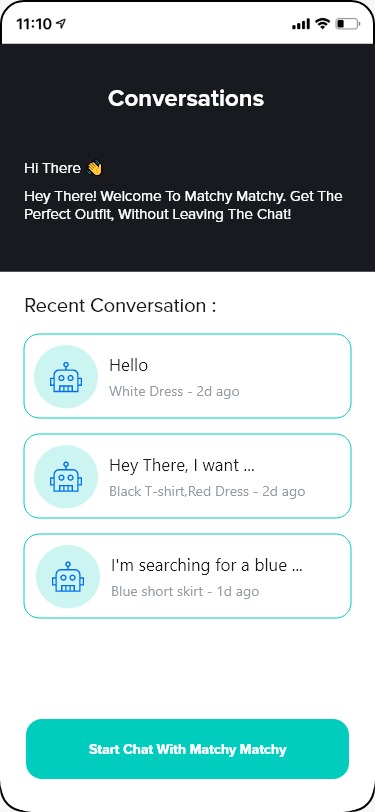 11:10
Conversations
Hi There 👋
Hey There! Welcome To Matchy Matchy. Get The
Perfect Outfit, Without Leaving The Chat!
Recent Conversation :
Hello
White Dress - 2d ago
Hey There, I want ...
Black T-shirt,Red Dress - 2d ago
I'm searching for a blue ...
Blue short skirt - 1d ago
Start Chat With Matchy Matchy